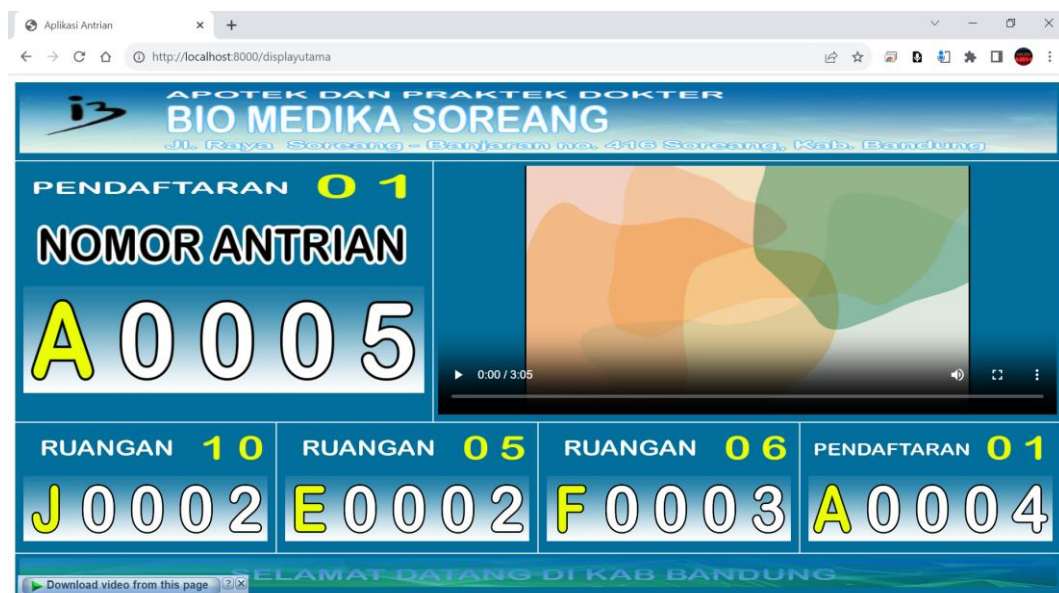 Aplikasi Antrian
http://localhost:8000/displayutama
i3
APOTEK DAN PRAKTEK DOKTER
BIO MEDIKA SOREANG
Jl. Raya Soreang - Banjaran no. 416 Soreang, Kab. Bandung
PENDAFTARAN 01
NOMOR ANTRIAN
A0005
0:00 / 3:05
RUANGAN 10
J0002
RUANGAN 05
E0002
RUANGAN 06
F0003
PENDAFTARAN 01
A0004
SELAMAT DATANG DI KAB BANDUNG
Download video from this page